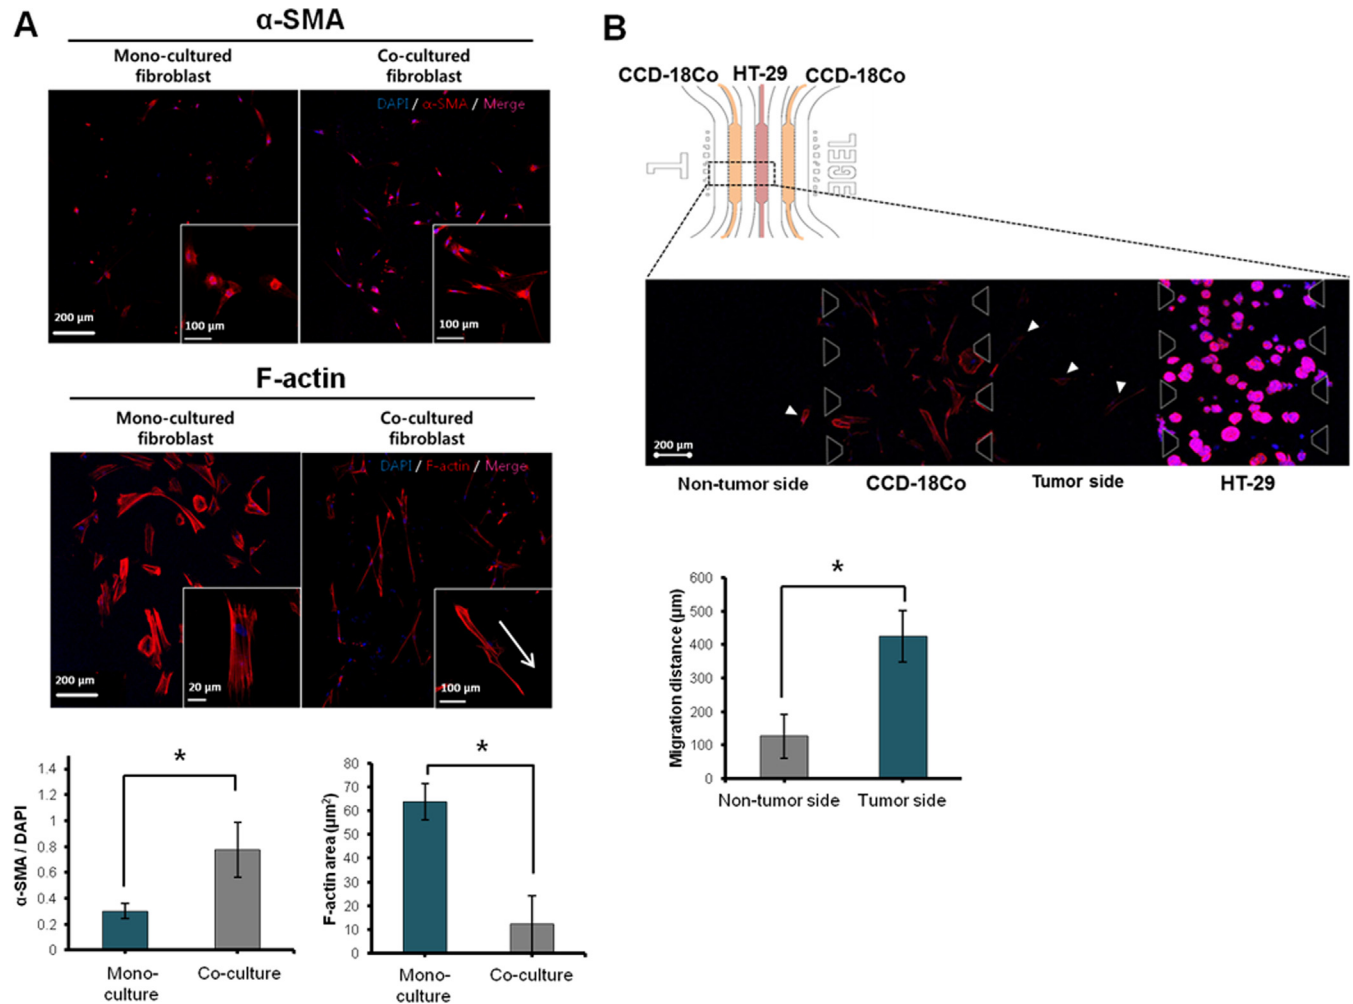 A
α-SMA
Mono-cultured
fibroblast
Co-cultured
fibroblast
DAPI / α-SMA / Merge
200 μm
100 μm
100 μm
F-actin
Mono-cultured
fibroblast
Co-cultured
fibroblast
DAPI / F-actin / Merge
200 μm
20 μm
100 μm
*
α-SMA / DAPI
1.4
1.2
1
0.8
0.6
0.4
0.2
0
Mono-
culture
Co-culture
*
F-actin area (μm²)
80
70
60
50
40
30
20
10
0
Mono-
culture
Co-culture
B
CCD-18Co HT-29 CCD-18Co
1
3GEL
200 μm
Non-tumor side
CCD-18Co
Tumor side
HT-29
*
Migration distance (μm)
600
500
400
300
200
100
0
Non-tumor side
Tumor side